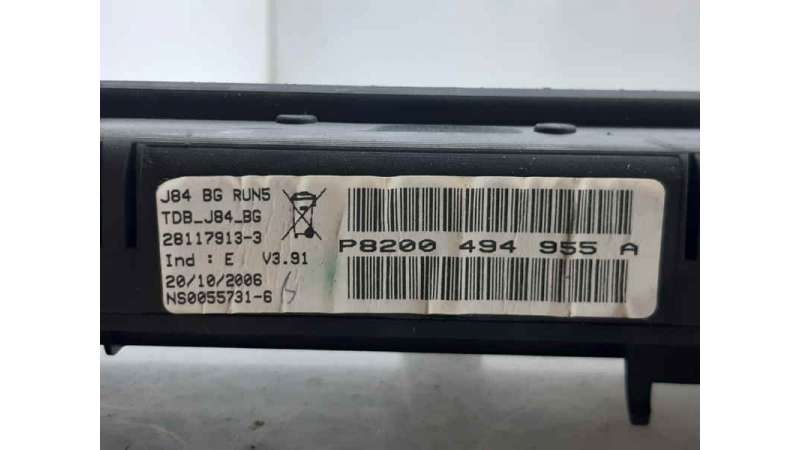 J84 BG RUN5
TDB_J84_BG
28117913-3
Ind : E V3.91
20/10/2006
NS0055731-6
P8200 494 955 A